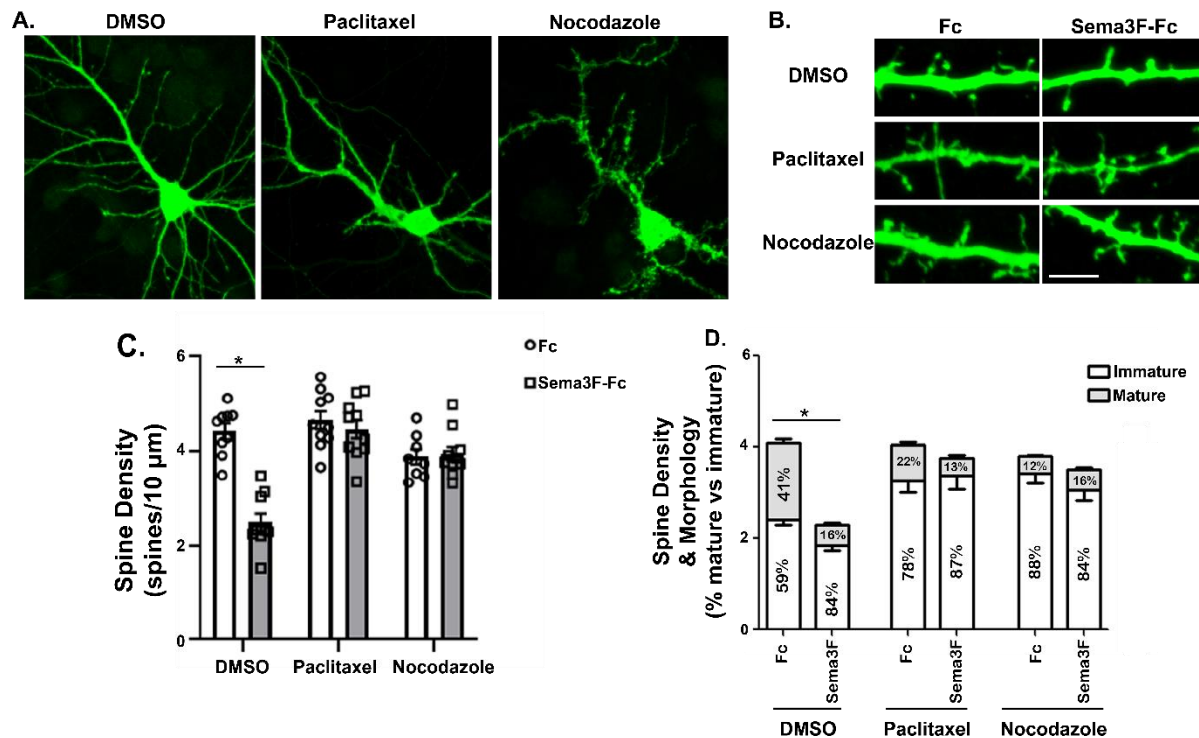 A.
DMSO
Paclitaxel
Nocodazole
B.
Fc
Sema3F-Fc
DMSO
Paclitaxel
Nocodazole
C.
Fc
Sema3F-Fc
Spine Density
(spines/10 µm)
6
4
2
0
*
DMSO
Paclitaxel
Nocodazole
D.
Immature
Mature
Spine Density
& Morphology
(% mature vs immature)
6
4
2
0
*
41%
59%
16%
84%
22%
78%
13%
87%
12%
88%
16%
84%
Fc
Sema3F
Fc
Sema3F
Fc
Sema3F
DMSO
Paclitaxel
Nocodazole